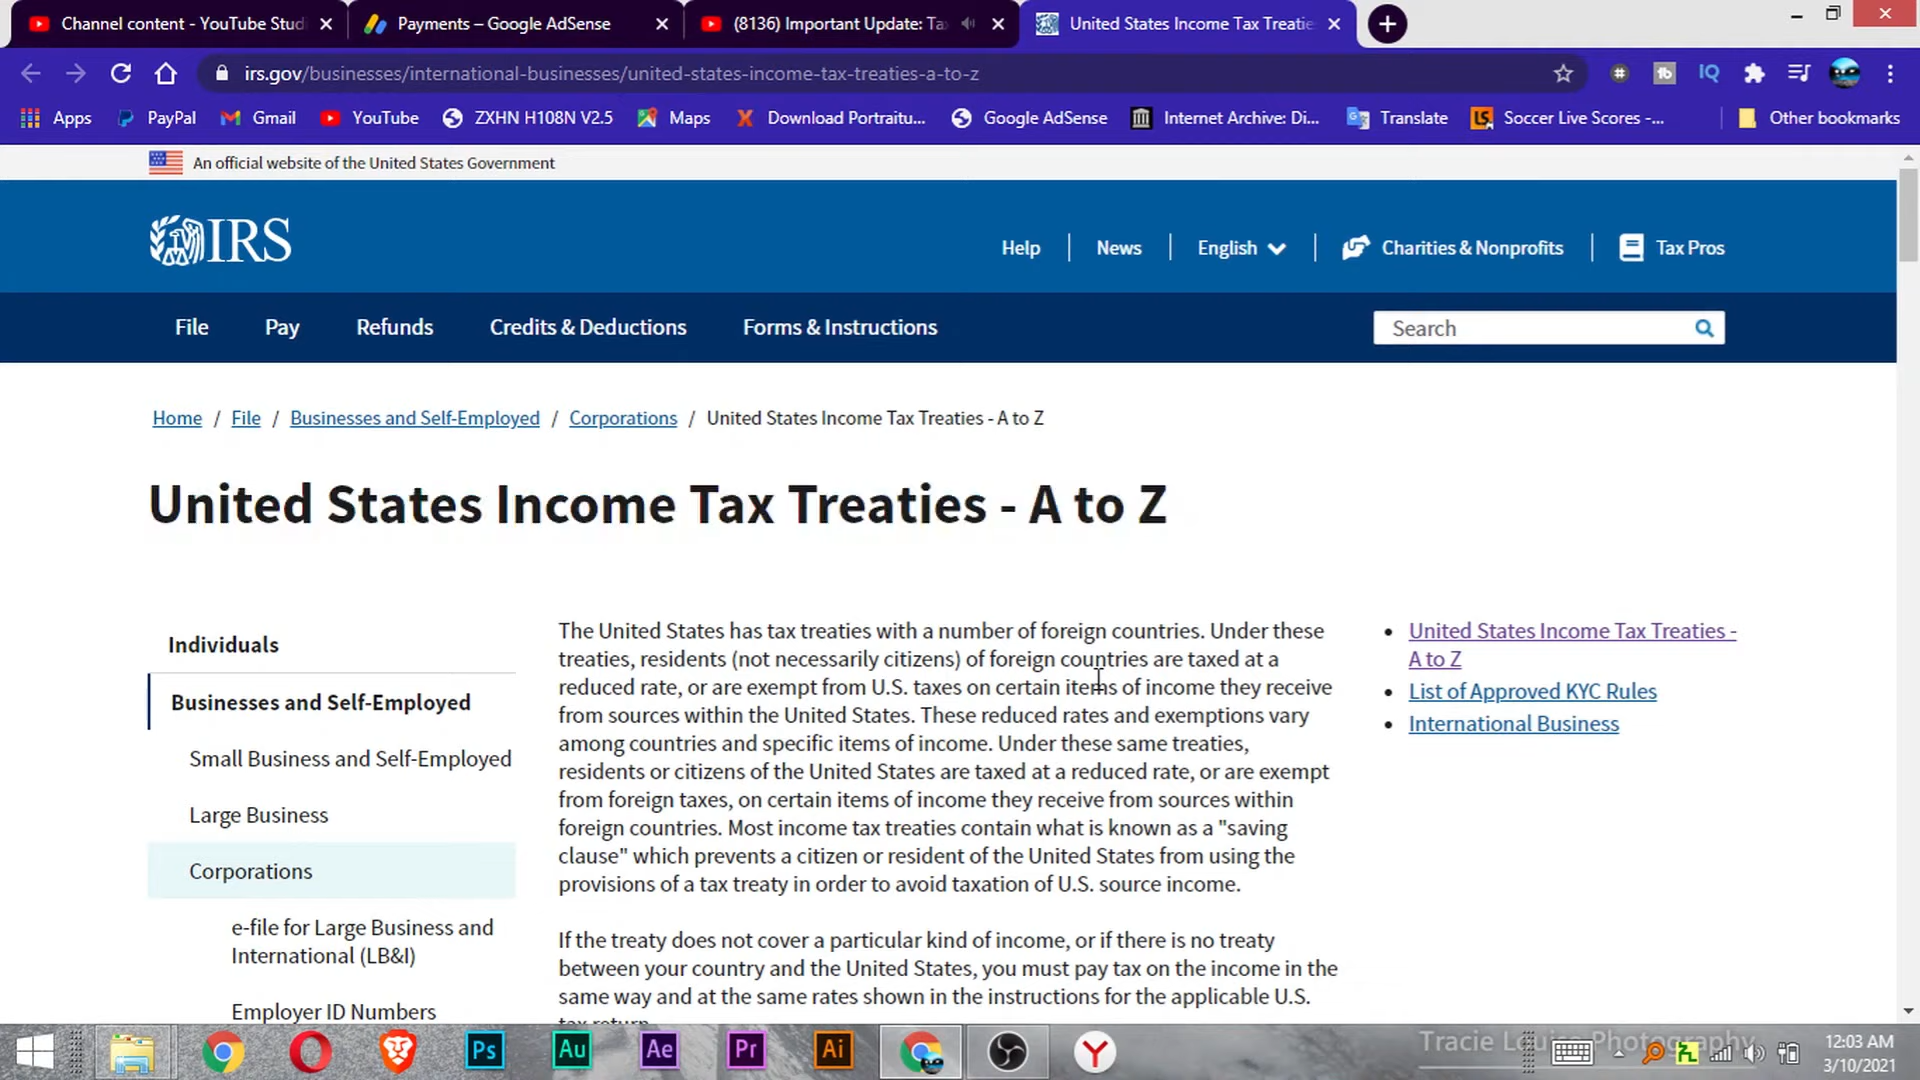 Channel content - YouTube Stud
Payments – Google AdSense
(8136) Important Update: Ta
United States Income Tax Treatie
irs.gov/businesses/international-businesses/united-states-income-tax-treaties-a-to-z
Apps
PayPal
Gmail
YouTube
ZXHN H108N V2.5
Maps
Download Portraitu...
Google AdSense
Internet Archive: Di...
Translate
Soccer Live Scores -...
Other bookmarks
An official website of the United States Government
IRS
Help
News
English
Charities & Nonprofits
Tax Pros
File
Pay
Refunds
Credits & Deductions
Forms & Instructions
Search
Home / File / Businesses and Self-Employed / Corporations / United States Income Tax Treaties - A to Z
United States Income Tax Treaties - A to Z
Individuals
Businesses and Self-Employed
Small Business and Self-Employed
Large Business
Corporations
e-file for Large Business and
International (LB&I)
Employer ID Numbers
The United States has tax treaties with a number of foreign countries. Under these
treaties, residents (not necessarily citizens) of foreign countries are taxed at a
reduced rate, or are exempt from U.S. taxes on certain items of income they receive
from sources within the United States. These reduced rates and exemptions vary
among countries and specific items of income. Under these same treaties,
residents or citizens of the United States are taxed at a reduced rate, or are exempt
from foreign taxes, on certain items of income they receive from sources within
foreign countries. Most income tax treaties contain what is known as a "saving
clause" which prevents a citizen or resident of the United States from using the
provisions of a tax treaty in order to avoid taxation of U.S. source income.
If the treaty does not cover a particular kind of income, or if there is no treaty
between your country and the United States, you must pay tax on the income in the
same way and at the same rates shown in the instructions for the applicable U.S.
tax return.
United States Income Tax Treaties -
A to Z
List of Approved KYC Rules
International Business
Ps
Au
Ae
Pr
Ai
Tracie Louise Photography
12:03 AM
3/10/2021